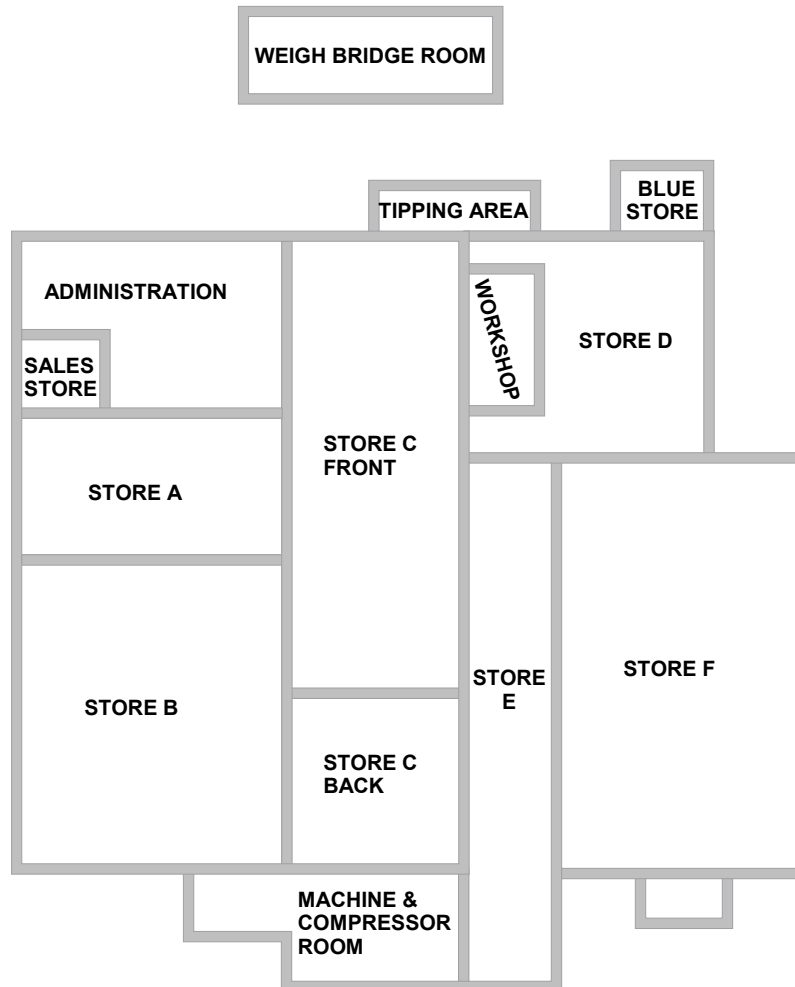 WEIGH BRIDGE ROOM
BLUE
STORE
TIPPING AREA
ADMINISTRATION
WORKSHOP
STORE D
SALES
STORE
STORE C
FRONT
STORE A
STORE F
STORE
E
STORE B
STORE C
BACK
MACHINE &
COMPRESSOR
ROOM